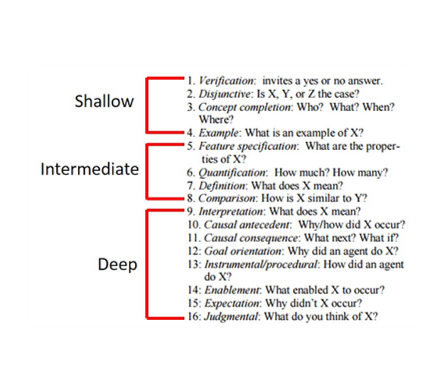 Shallow
1. Verification: invites a yes or no answer.
2. Disjunctive: Is X, Y, or Z the case?
3. Concept completion: Who? What? When?
Where?
4. Example: What is an example of X?
Intermediate
5. Feature specification: What are the proper-
ties of X?
6. Quantification: How much? How many?
7. Definition: What does X mean?
8. Comparison: How is X similar to Y?
Deep
9. Interpretation: What does X mean?
10. Causal antecedent: Why/how did X occur?
11. Causal consequence: What next? What if?
12: Goal orientation: Why did an agent do X?
13: Instrumental/procedural: How did an agent
do X?
14: Enablement: What enabled X to occur?
15: Expectation: Why didn't X occur?
16: Judgmental: What do you think of X?